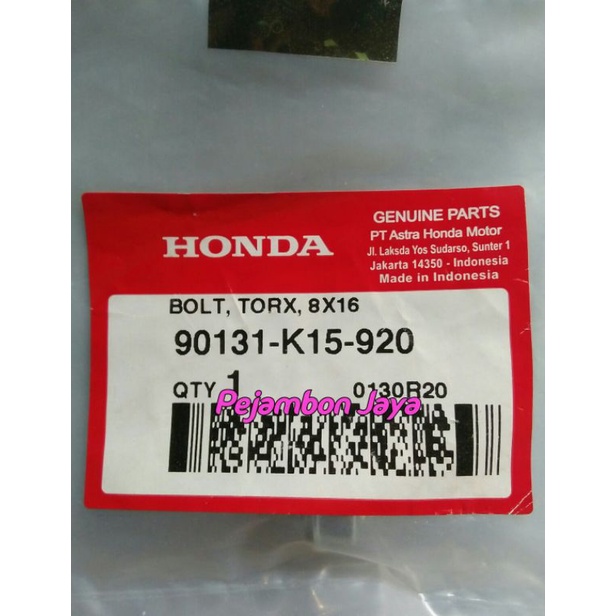 HONDA
GENUINE PARTS
PT Astra Honda Motor
Jl. Laksda Yos Sudarso, Sunter 1
Jakarta 14350 - Indonesia
Made in Indonesia
BOLT, TORX, 8X16
90131-K15-920
QTY 1 0130R20
Pejambon Jaya